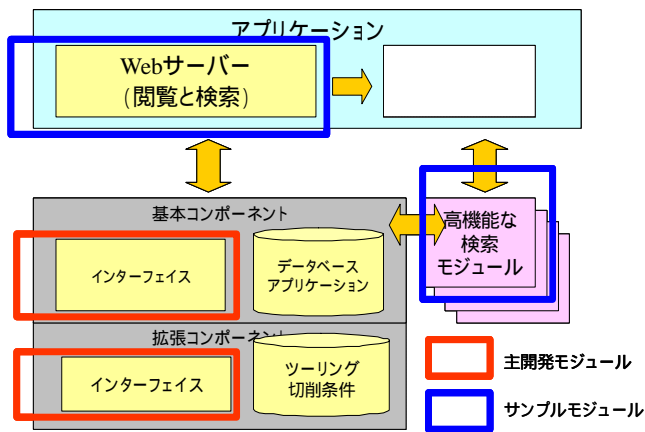 アプリケーション
Webサーバー
(閲覧と検索)
基本コンポーネント
インターフェイス
データベース
アプリケーション
高機能な
検索
モジュール
拡張コンポーネント
インターフェイス
ツーリング
切削条件
主開発モジュール
サンプルモジュール